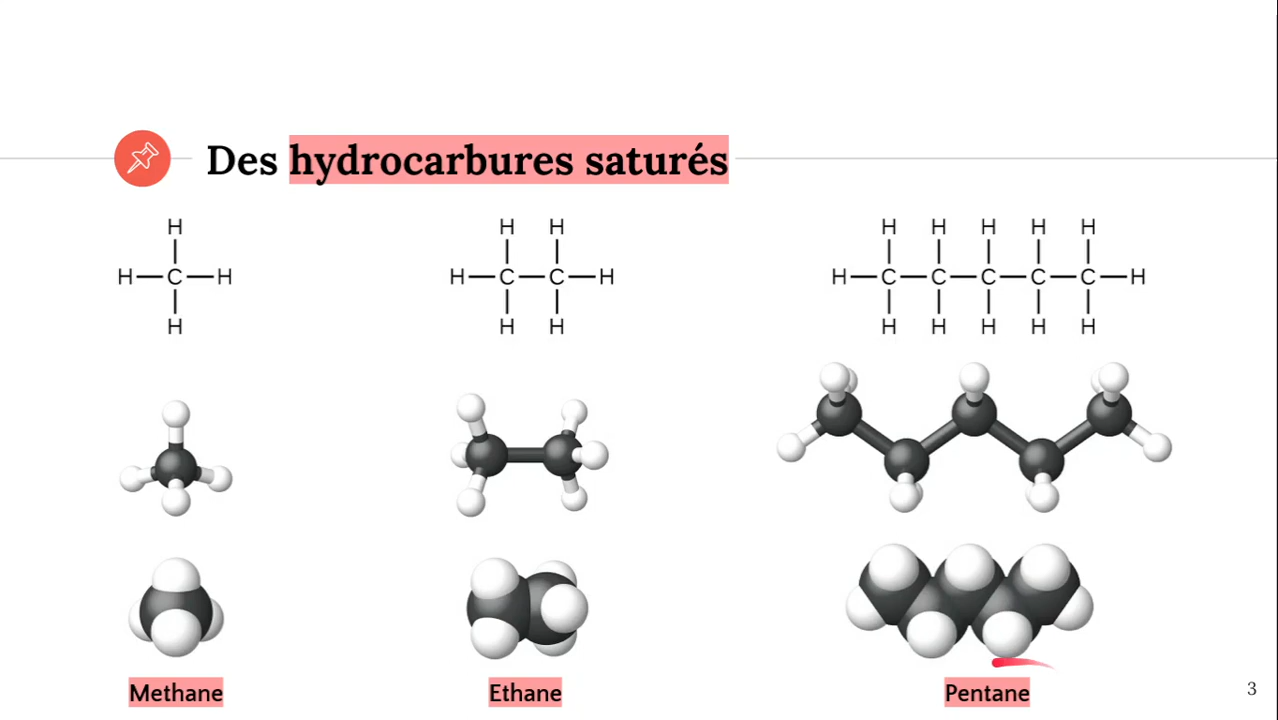 Des hydrocarbures saturés
H H H H H H H H
H C H H C C H H C C C C C H
H H H H H H H H
Methane Ethane Pentane
3